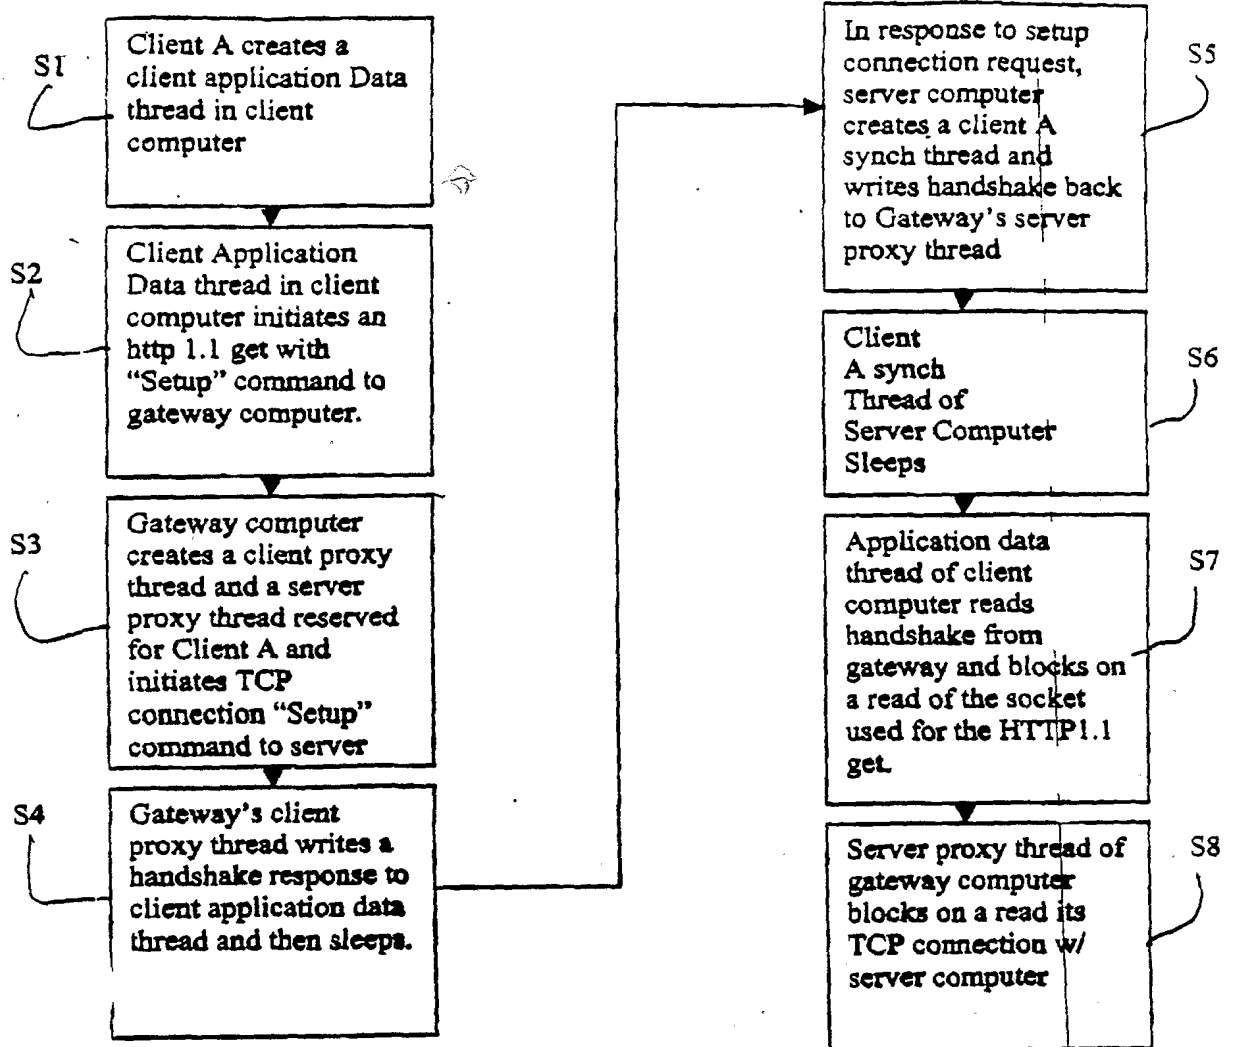 S1
Client A creates a
client application Data
thread in client
computer
S2
Client Application
Data thread in client
computer initiates an
http 1.1 get with
“Setup” command to
gateway computer.
S3
Gateway computer
creates a client proxy
thread and a server
proxy thread reserved
for Client A and
initiates TCP
connection “Setup”
command to server
S4
Gateway’s client
proxy thread writes a
handshake response to
client application data
thread and then sleeps.
S5
In response to setup
connection request,
server computer
creates a client A
synch thread and
writes handshake back
to Gateway’s server
proxy thread
S6
Client
A synch
Thread of
Server Computer
Sleeps
S7
Application data
thread of client
computer reads
handshake from
gateway and blocks on
a read of the socket
used for the HTTP1.1
get.
S8
Server proxy thread of
gateway computer
blocks on a read its
TCP connection w/
server computer